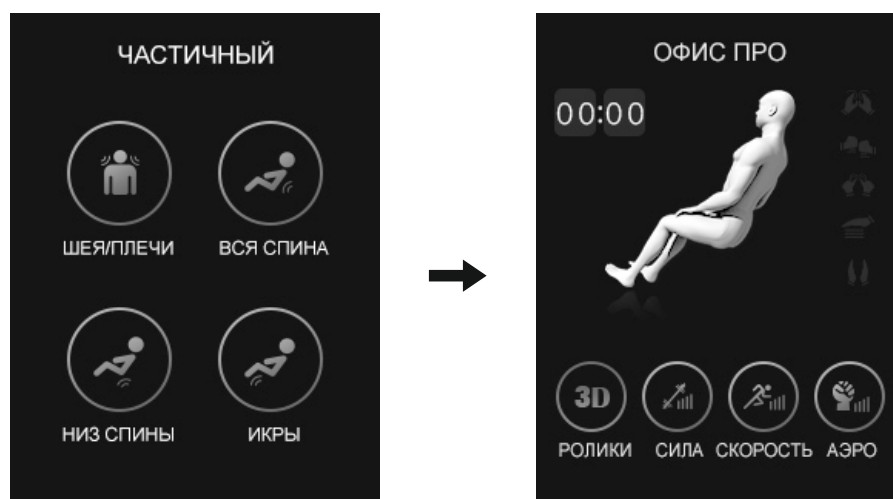 ЧАСТИЧНЫЙ
ШЕЯ/ПЛЕЧИ ВСЯ СПИНА
НИЗ СПИНЫ ИКРЫ
ОФИС ПРО
00:00
3D
РОЛИКИ СИЛА СКОРОСТЬ АЭРО